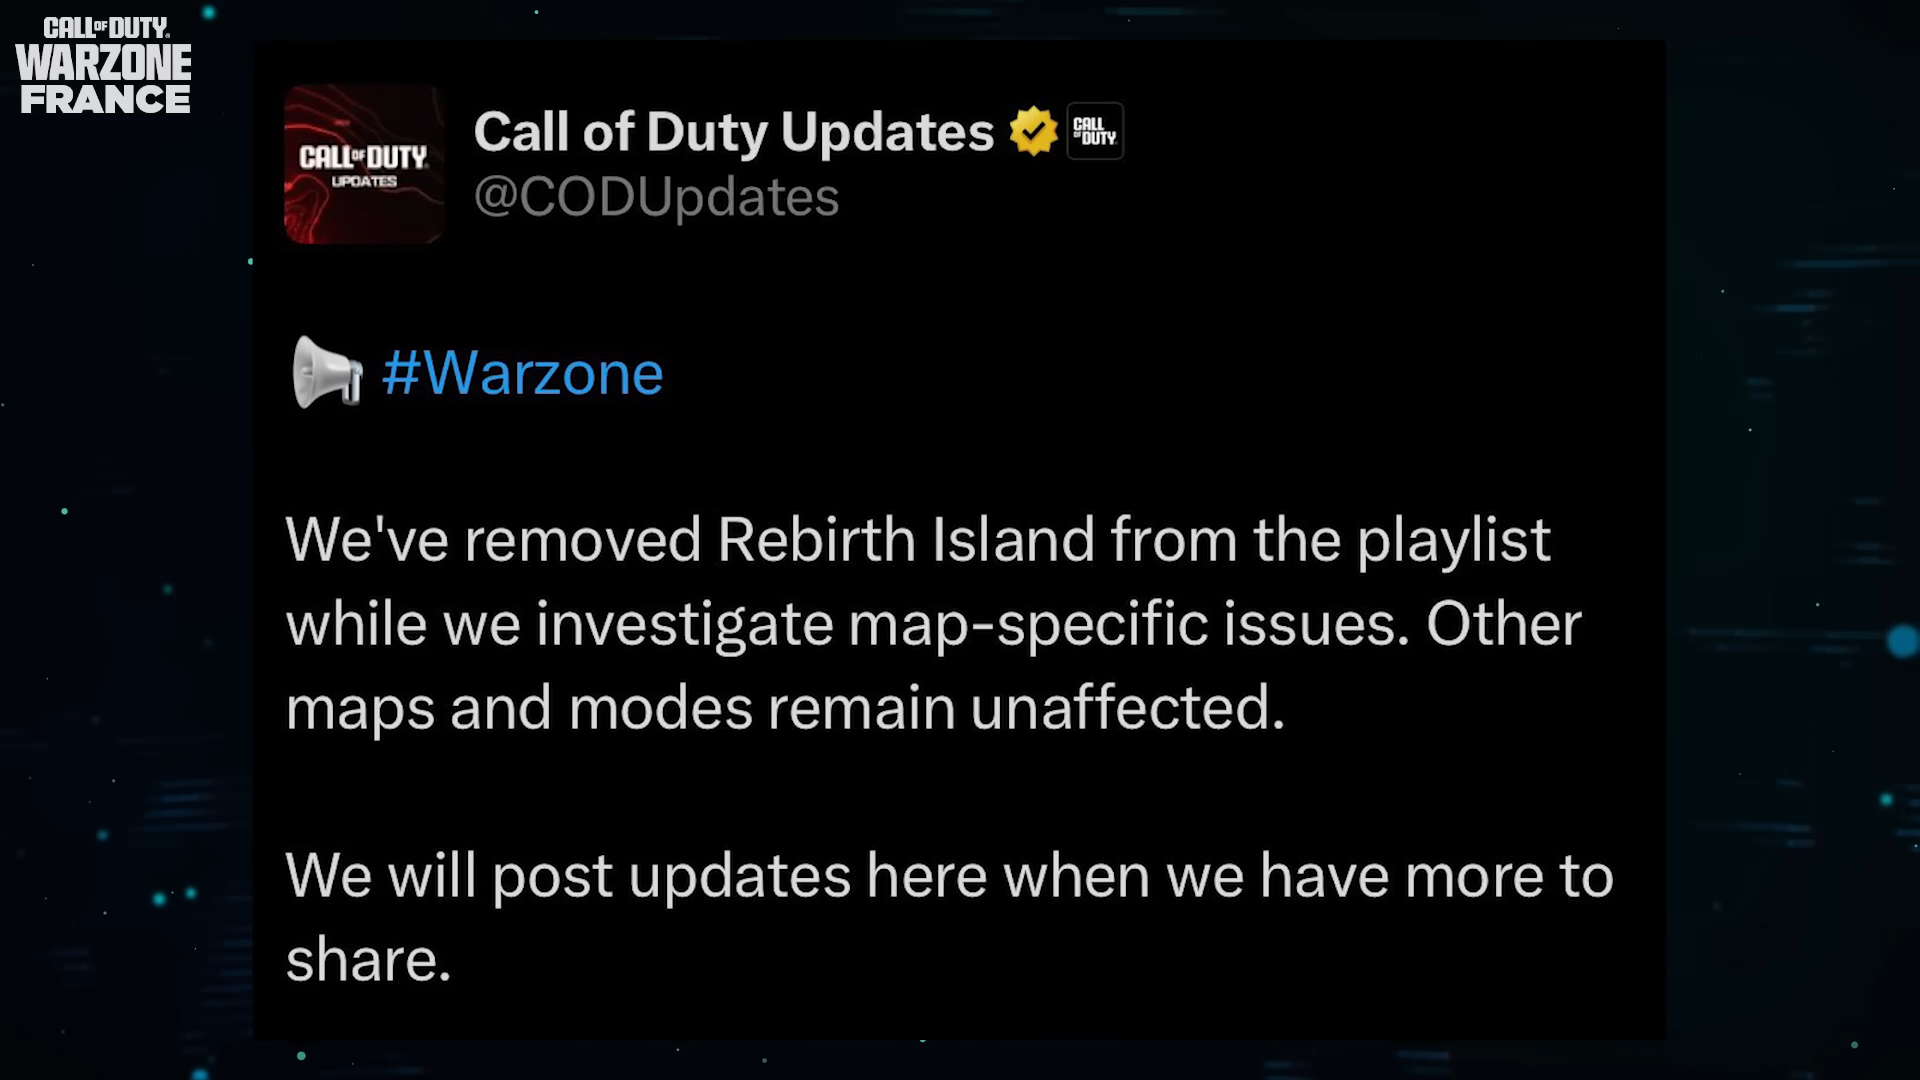 CALL OF DUTY.
WARZONE
FRANCE
CALL OF DUTY.
UPDATES
Call of Duty Updates
CALL OF DUTY
@CODUpdates
📢 #Warzone
We've removed Rebirth Island from the playlist
while we investigate map-specific issues. Other
maps and modes remain unaffected.
We will post updates here when we have more to
share.